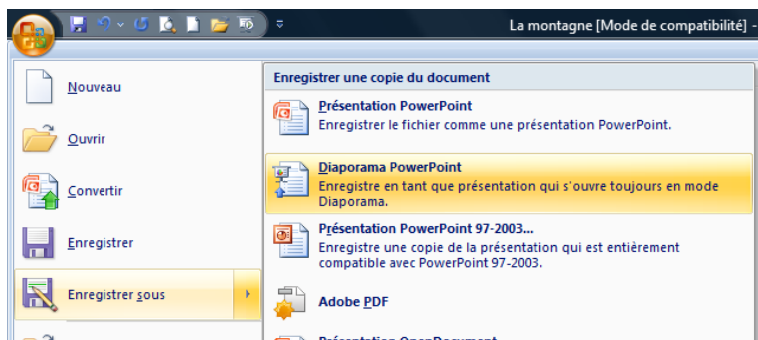 La montagne [Mode de compatibilité] -
Nouveau
Ouvrir
Convertir
Enregistrer
Enregistrer sous
Enregistrer une copie du document
Présentation PowerPoint
Enregistrer le fichier comme une présentation PowerPoint.
Diaporama PowerPoint
Enregistre en tant que présentation qui s'ouvre toujours en mode
Diaporama.
Présentation PowerPoint 97-2003...
Enregistre une copie de la présentation qui est entièrement
compatible avec PowerPoint 97-2003.
Adobe PDF
Présentation OpenDocument